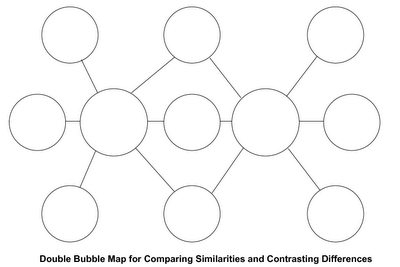 Double Bubble Map for Comparing Similarities and Contrasting Differences